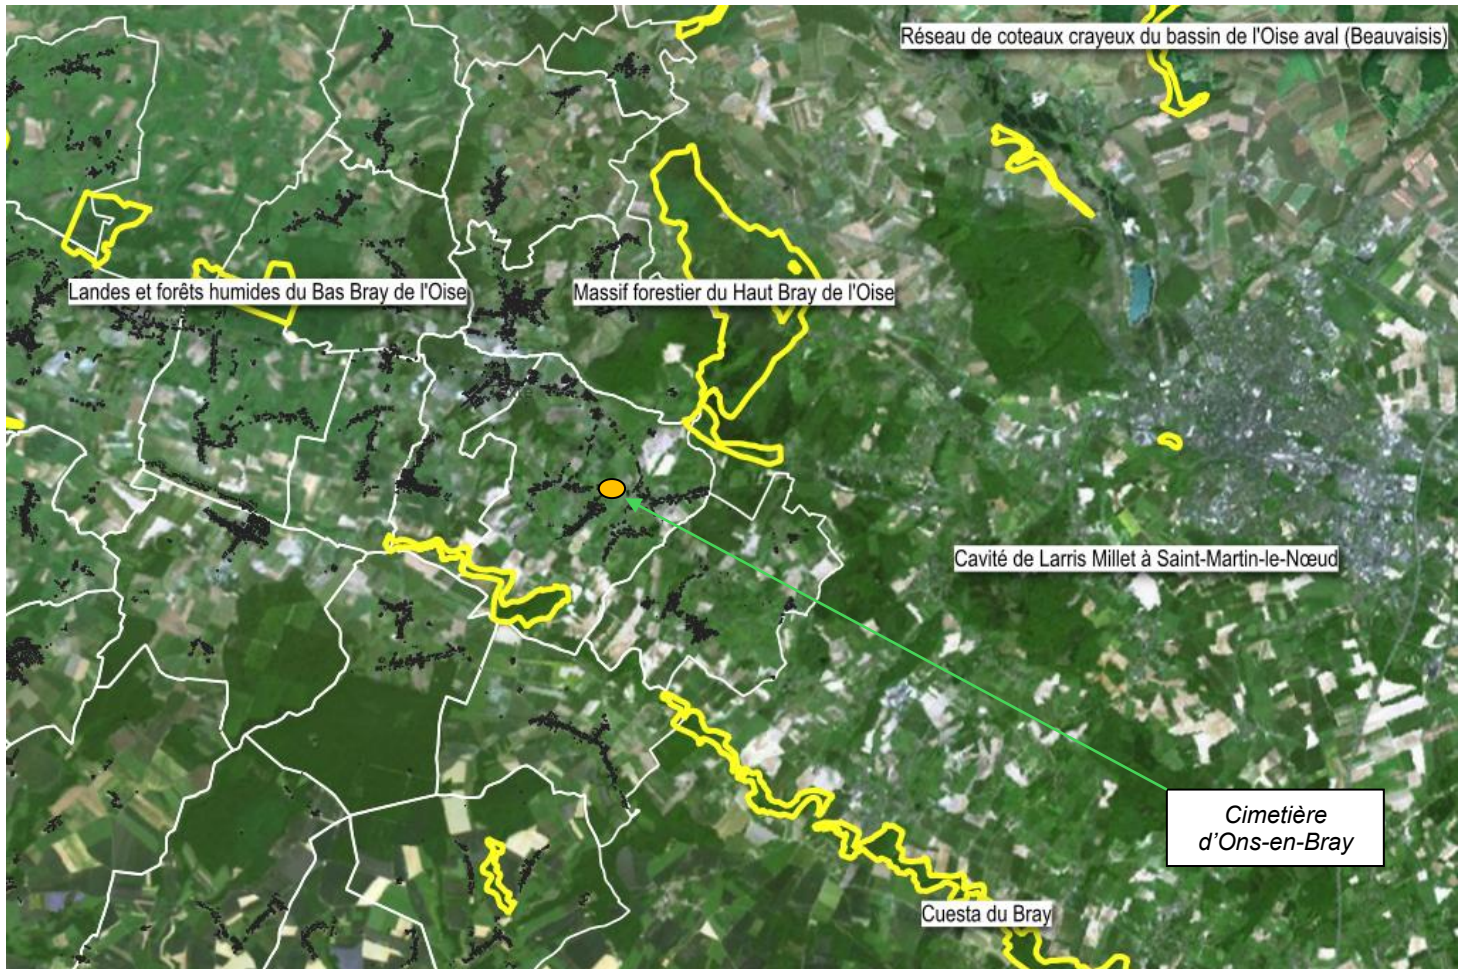 Réseau de coteaux crayeux du bassin de l'Oise aval (Beauvaisis)
Landes et forêts humides du Bas Bray de l'Oise
Massif forestier du Haut Bray de l'Oise
Cavité de Larris Millet à Saint-Martin-le-Nœud
Cimetière
d'Ons-en-Bray
Cuesta du Bray